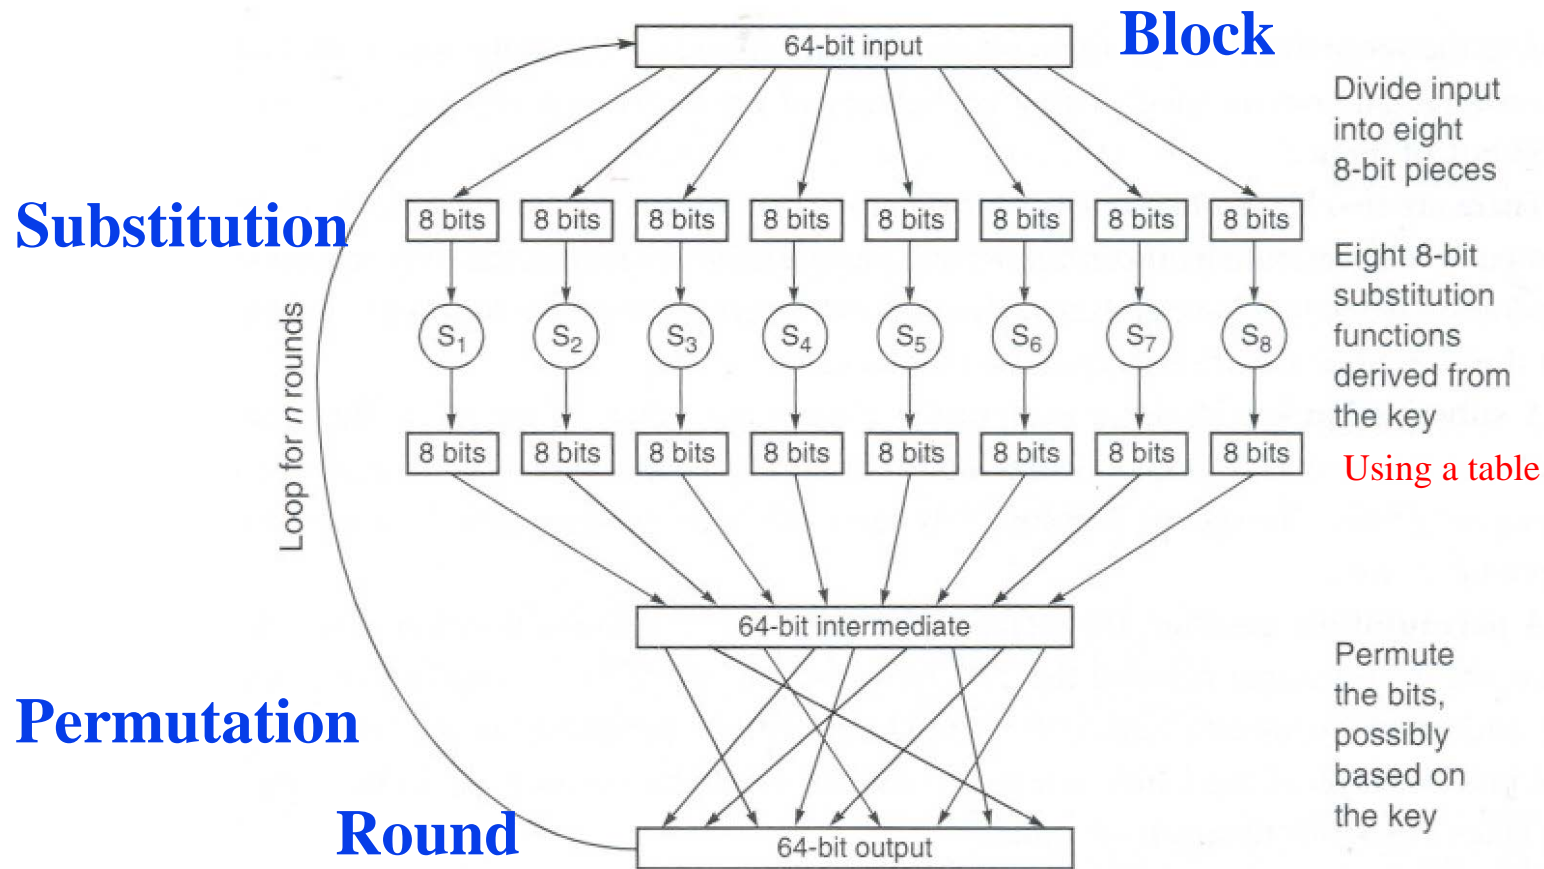 Block
64-bit input
Divide input
into eight
8-bit pieces
Substitution
8 bits 8 bits 8 bits 8 bits 8 bits 8 bits 8 bits 8 bits
Eight 8-bit
substitution
functions
derived from
the key
S1 S2 S3 S4 S5 S6 S7 S8
Loop for n rounds
8 bits 8 bits 8 bits 8 bits 8 bits 8 bits 8 bits 8 bits
Using a table
64-bit intermediate
Permutation
Permute
the bits,
possibly
based on
the key
Round
64-bit output